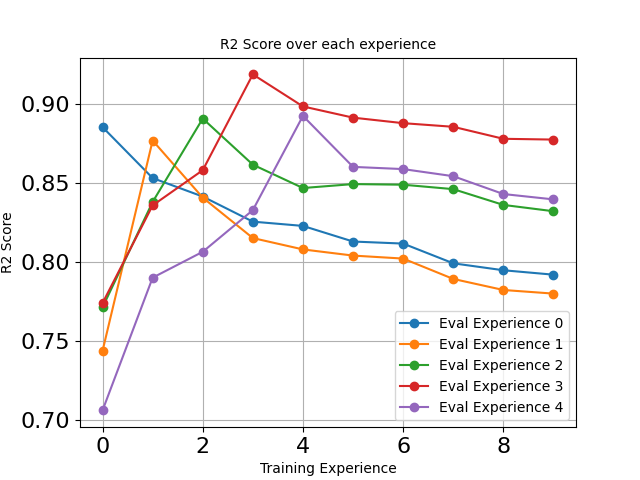 R2 Score over each experience
R2 Score
0.90
0.85
0.80
0.75
0.70
0 2 4 6 8
Training Experience
Eval Experience 0
Eval Experience 1
Eval Experience 2
Eval Experience 3
Eval Experience 4